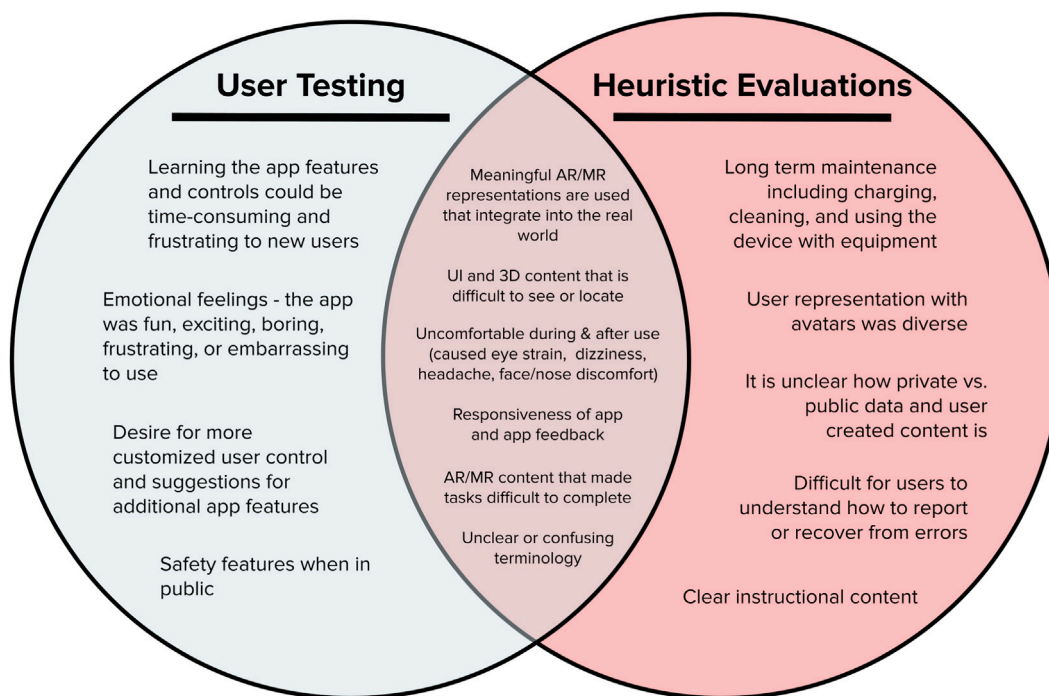 User Testing
Learning the app features
and controls could be
time-consuming and
frustrating to new users
Emotional feelings - the app
was fun, exciting, boring,
frustrating, or embarrassing
to use
Desire for more
customized user control
and suggestions for
additional app features
Safety features when in
public
Meaningful AR/MR
representations are used
that integrate into the real
world
UI and 3D content that is
difficult to see or locate
Uncomfortable during & after use
(caused eye strain, dizziness,
headache, face/nose discomfort)
Responsiveness of app
and app feedback
AR/MR content that made
tasks difficult to complete
Unclear or confusing
terminology
Heuristic Evaluations
Long term maintenance
including charging,
cleaning, and using the
device with equipment
User representation with
avatars was diverse
It is unclear how private vs.
public data and user
created content is
Difficult for users to
understand how to report
or recover from errors
Clear instructional content